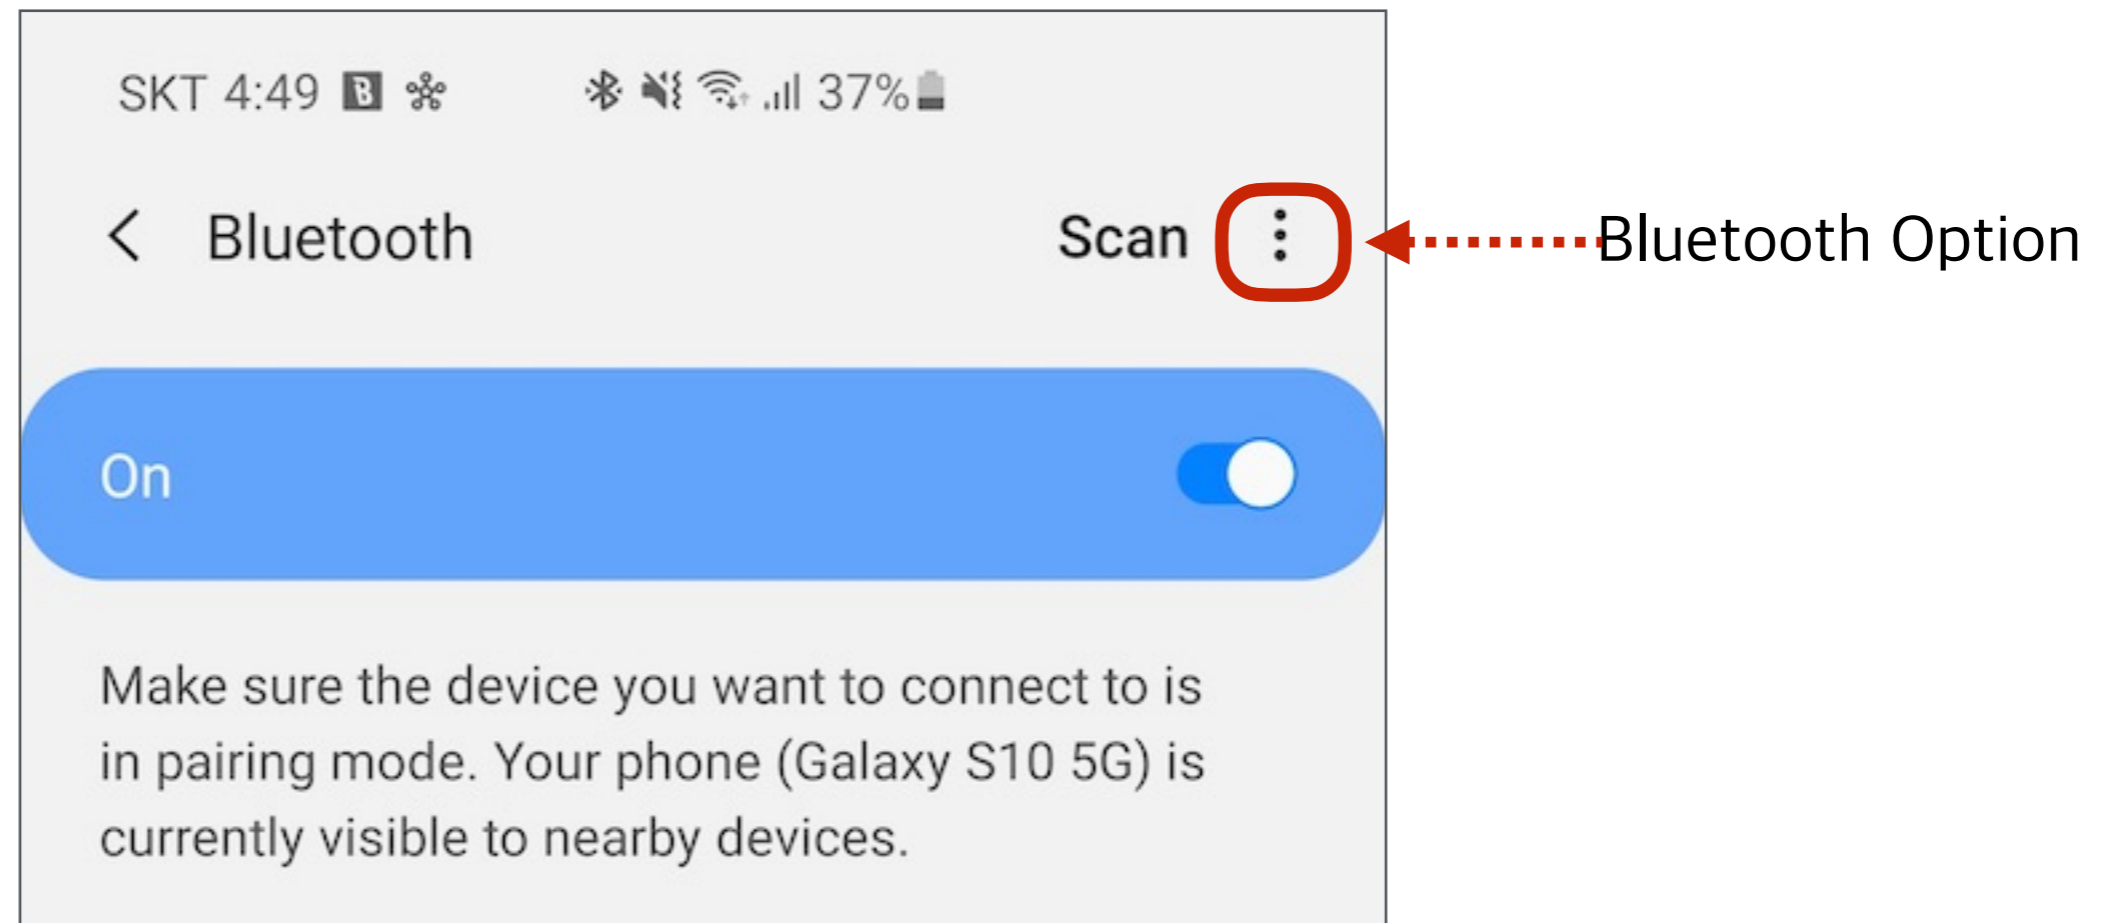 SKT 4:49 B 37%
Bluetooth Scan Bluetooth Option
On
Make sure the device you want to connect to is
in pairing mode. Your phone (Galaxy S10 5G) is
currently visible to nearby devices.